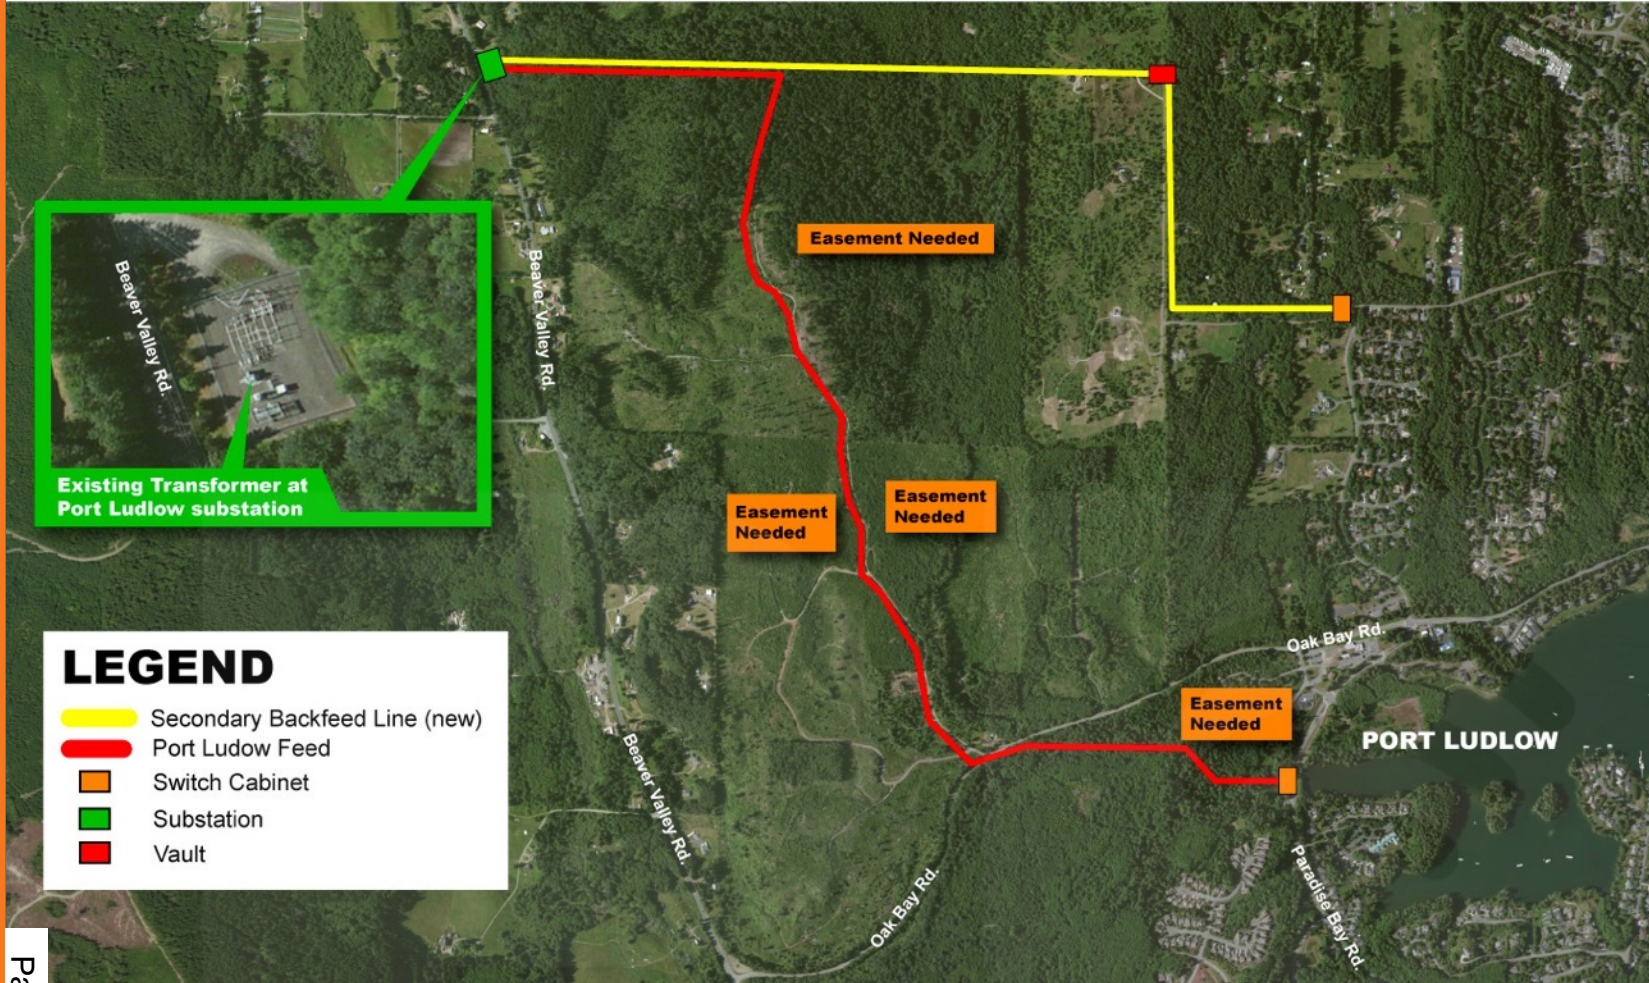 Easement Needed
Beaver Valley Rd.
Beaver Valley Rd.
Existing Transformer at
Port Ludlow substation
Easement
Needed
Easement
Needed
LEGEND
Secondary Backfeed Line (new)
Port Ludow Feed
Switch Cabinet
Substation
Vault
Beaver Valley Rd.
Oak Bay Rd.
Easement
Needed
PORT LUDLOW
Oak Bay Rd.
Paradise Bay Rd.